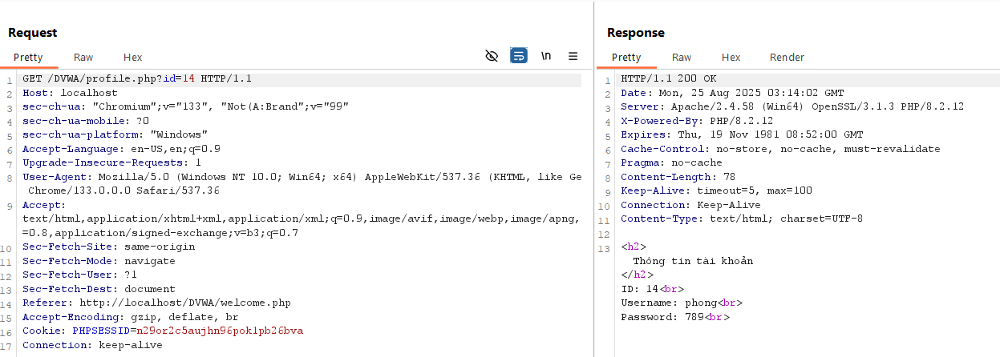 Request
Pretty Raw Hex \n
1 GET /DVWA/profile.php?id=14 HTTP/1.1
2 Host: localhost
3 sec-ch-ua: "Chromium";v="133", "Not(A:Brand";v="99"
4 sec-ch-ua-mobile: ?0
5 sec-ch-ua-platform: "Windows"
6 Accept-Language: en-US,en;q=0.9
7 Upgrade-Insecure-Requests: 1
8 User-Agent: Mozilla/5.0 (Windows NT 10.0; Win64; x64) AppleWebKit/537.36 (KHTML, like Ge
Chrome/133.0.0.0 Safari/537.36
9 Accept:
text/html,application/xhtml+xml,application/xml;q=0.9,image/avif,image/webp,image/apng,
=0.8,application/signed-exchange;v=b3;q=0.7
10 Sec-Fetch-Site: same-origin
11 Sec-Fetch-Mode: navigate
12 Sec-Fetch-User: ?1
13 Sec-Fetch-Dest: document
14 Referer: http://localhost/DVWA/welcome.php
15 Accept-Encoding: gzip, deflate, br
16 Cookie: PHPSESSID=n29or2c5aujhn96pok1pb26bva
17 Connection: keep-alive
Response
Pretty Raw Hex Render
1 HTTP/1.1 200 OK
2 Date: Mon, 25 Aug 2025 03:14:02 GMT
3 Server: Apache/2.4.58 (Win64) OpenSSL/3.1.3 PHP/8.2.12
4 X-Powered-By: PHP/8.2.12
5 Expires: Thu, 19 Nov 1981 08:52:00 GMT
6 Cache-Control: no-store, no-cache, must-revalidate
7 Pragma: no-cache
8 Content-Length: 78
9 Keep-Alive: timeout=5, max=100
10 Connection: Keep-Alive
11 Content-Type: text/html; charset=UTF-8
12
13 <h2>
Thông tin tài khoản
</h2>
ID: 14<br>
Username: phong<br>
Password: 789<br>